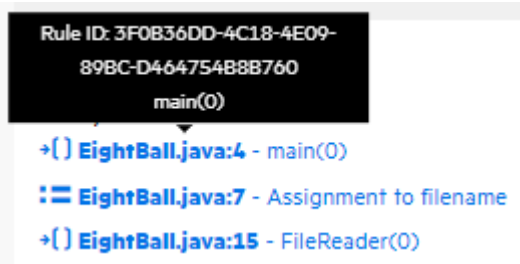 Rule ID: 3F0B36DD-4C18-4E09-
89BC-D464754B8B760
main(0)
EightBall.java:4 - main(0)
EightBall.java:7 - Assignment to filename
EightBall.java:15 - FileReader(0)